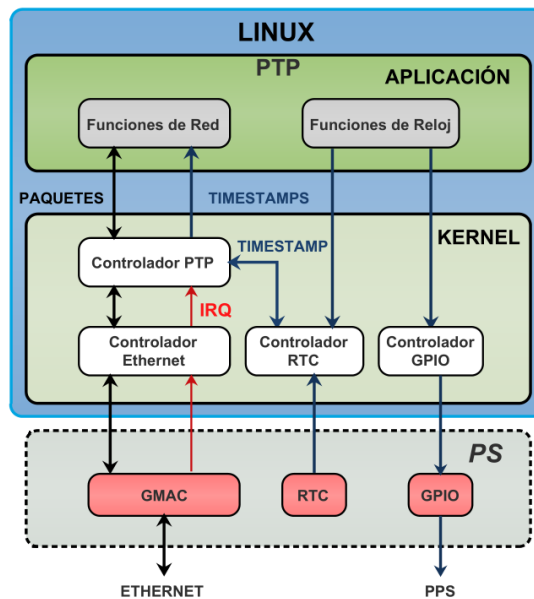 LINUX
PTP
APLICACIÓN
Funciones de Red
Funciones de Reloj
PAQUETES
TIMESTAMPS
KERNEL
TIMESTAMP
Controlador PTP
IRQ
Controlador
Ethernet
Controlador
RTC
Controlador
GPIO
PS
GMAC
RTC
GPIO
ETHERNET
PPS